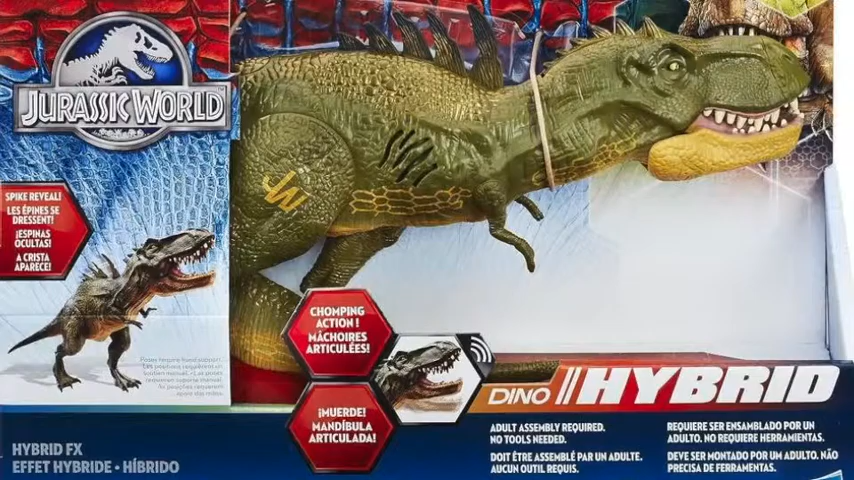 JURASSIC WORLD
SPIKE REVEAL!
LES ÉPINES SE
DRESSENT!
¡ESPINAS
OCULTAS!
A CRISTA
APARECE!
JW
CHOMPING
ACTION !
MÂCHOIRES
ARTICULÉES!
¡MUERDE!
MANDÍBULA
ARTICULADA!
DINO HYBRID
HYBRID FX
EFFET HYBRIDE • HÍBRIDO
ADULT ASSEMBLY REQUIRED.
NO TOOLS NEEDED.
DOIT ÊTRE ASSEMBLÉ PAR UN ADULTE.
AUCUN OUTIL REQUIS.
REQUIERE SER ENSAMBLADO POR UN
ADULTO. NO REQUIERE HERRAMIENTAS.
DEVE SER MONTADO POR UM ADULTO. NÃO
PRECISA DE FERRAMENTAS.